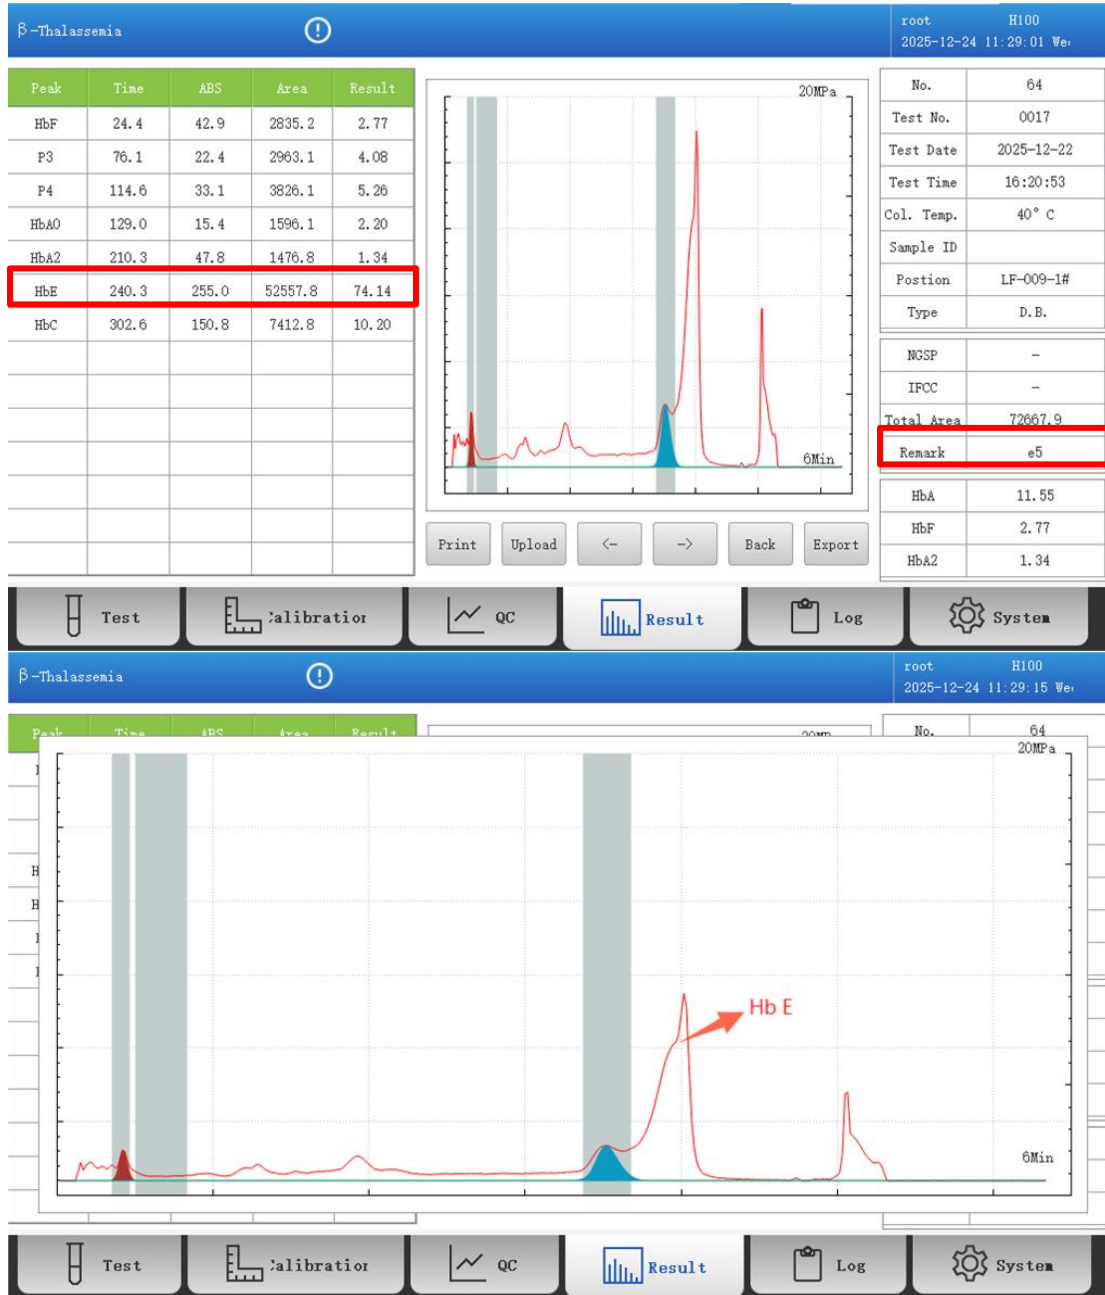 β-Thalassemia
root H100
2025-12-24 11:29:01 We
Peak Time ABS Area Result
HbF 24.4 42.9 2835.2 2.77
P3 76.1 22.4 2963.1 4.08
P4 114.6 33.1 3826.1 5.26
HbA0 129.0 15.4 1596.1 2.20
HbA2 210.3 47.8 1476.8 1.34
HbE 240.3 255.0 52557.8 74.14
HbC 302.6 150.8 7412.8 10.20
20MPa
6Min
Print Upload <- -> Back Export
No. 64
Test No. 0017
Test Date 2025-12-22
Test Time 16:20:53
Col. Temp. 40° C
Sample ID
Postion LF-009-1#
Type D.B.
NGSP -
IFCC -
Total Area 72667.9
Remark e5
HbA 11.55
HbF 2.77
HbA2 1.34
Test Calibration QC Result Log System
β-Thalassemia
root H100
2025-12-24 11:29:15 We
Peak Time ABS Area Result
No. 64
20MPa
Hb E
6Min
Test Calibration QC Result Log System